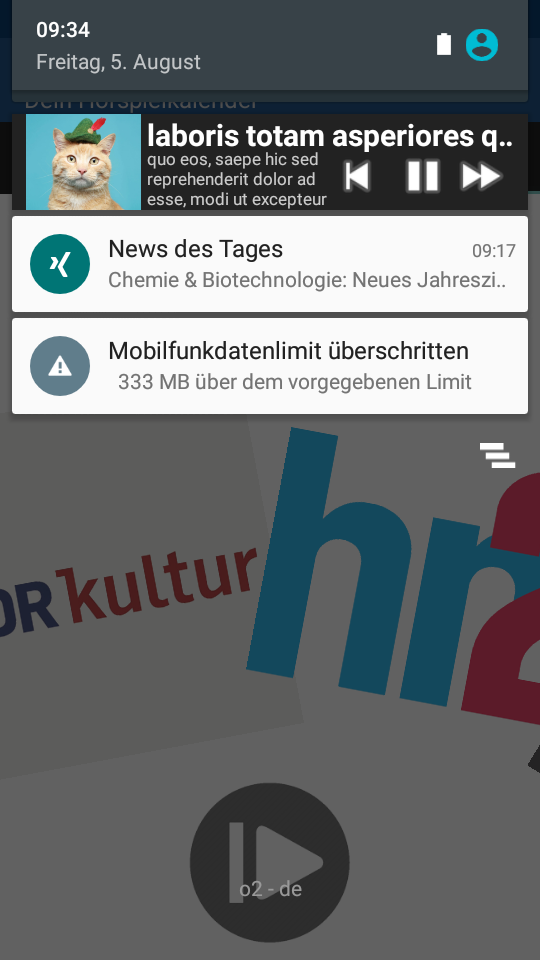 09:34
Freitag, 5. August
Dein Hörspielkalender
laboris totam asperiores q..
quo eos, saepe hic sed
reprehenderit dolor ad
esse, modi ut excepteur
News des Tages 09:17
Chemie & Biotechnologie: Neues Jahreszi..
Mobilfunkdatenlimit überschritten
333 MB über dem vorgegebenen Limit
hr2
DRkultur
o2 - de